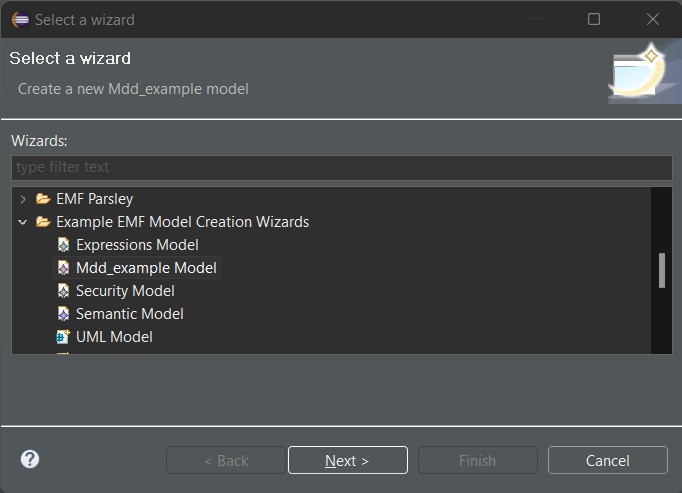 Select a wizard
Select a wizard
Create a new Mdd_example model
Wizards:
type filter text
EMF Parsley
Example EMF Model Creation Wizards
Expressions Model
Mdd_example Model
Security Model
Semantic Model
UML Model
?
< Back
Next >
Finish
Cancel